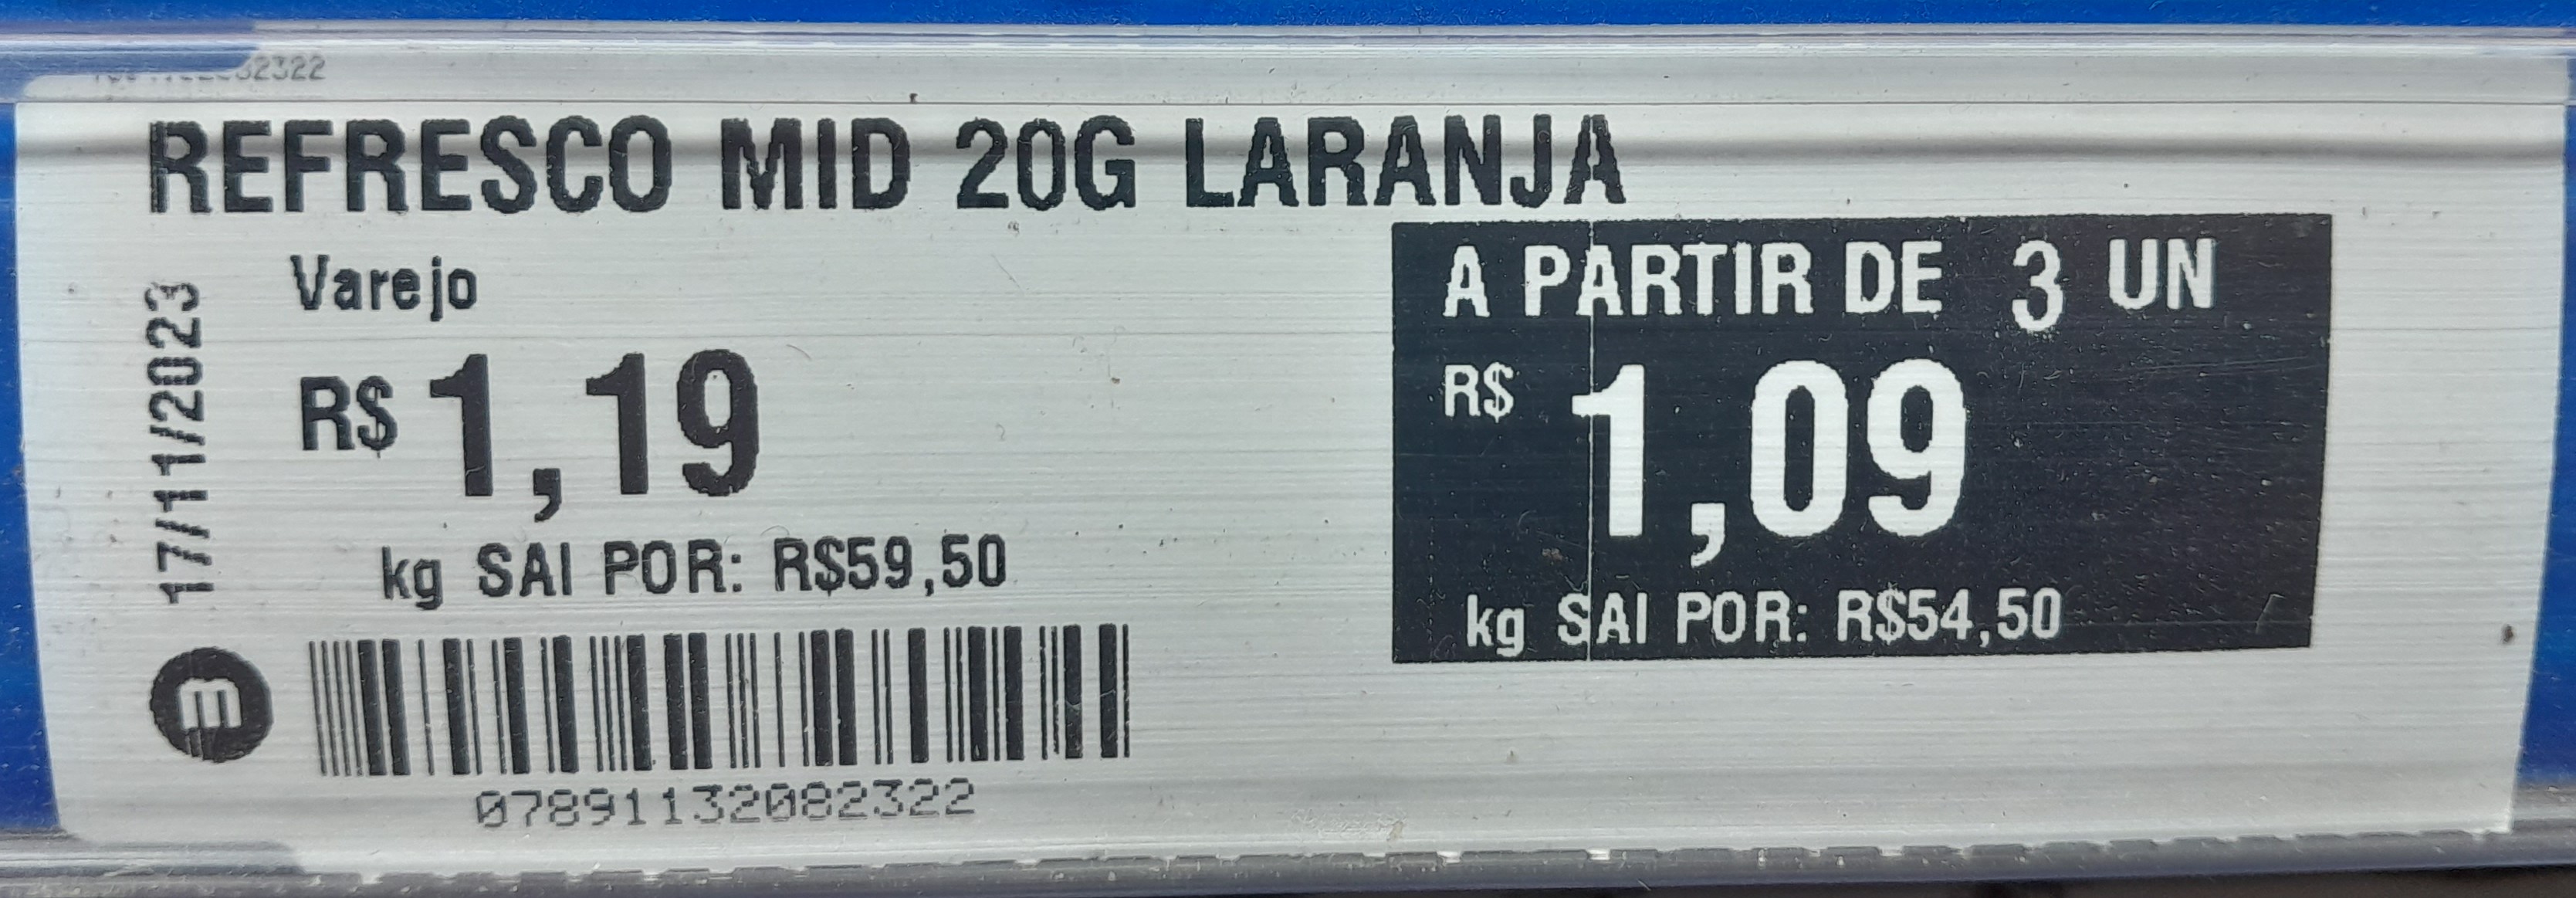 32322
REFRESCO MID 20G LARANJA
Varejo
R$ 1,19
kg SAI POR: R$59,50
A PARTIR DE 3 UN
R$ 1,09
kg SAI POR: R$54,50
17/11/2023
m
07891132082322